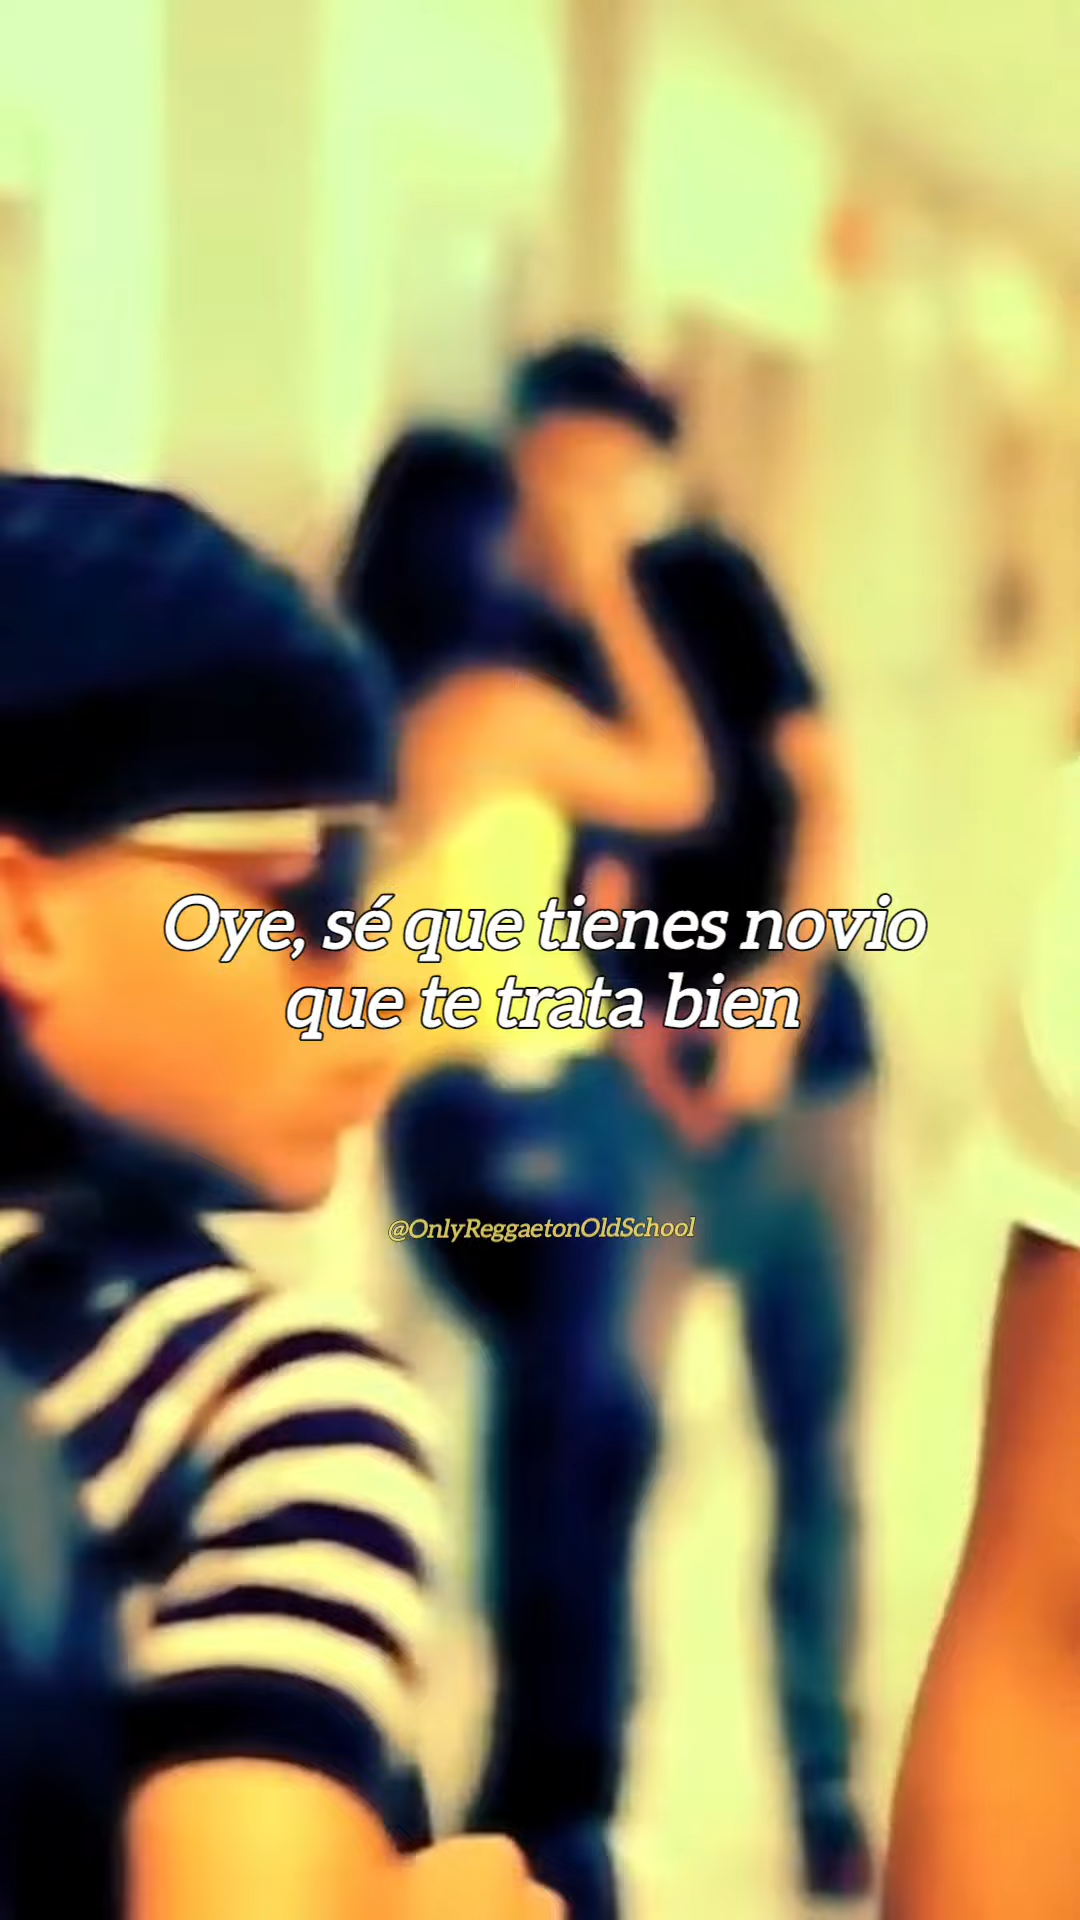 Oye, sé que tienes novio
que te trata bien
@OnlyReggaetonOldSchool